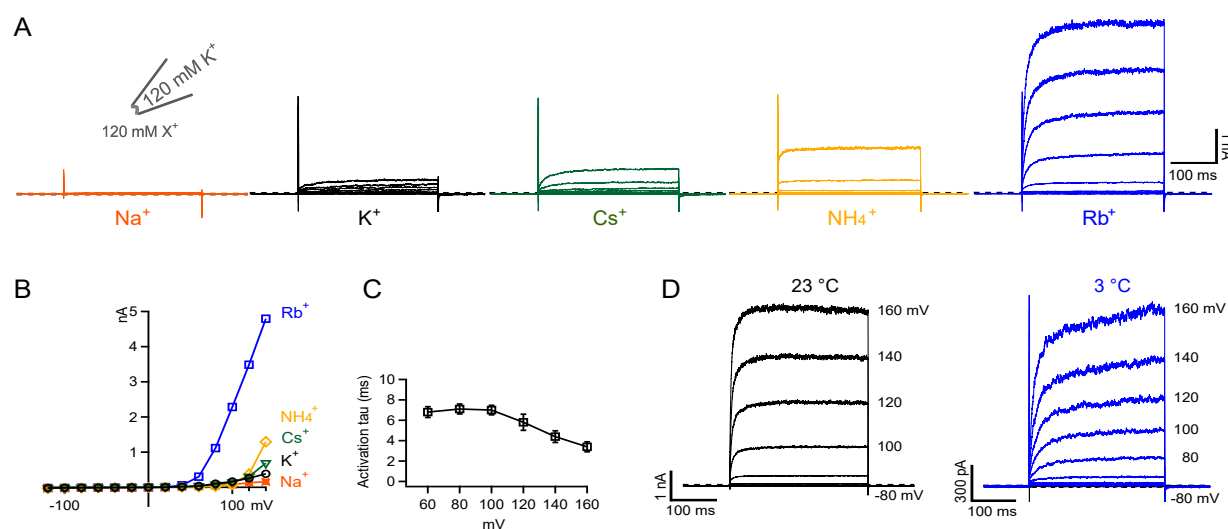 A
120 mM K+
120 mM X+
Na+
K+
Cs+
NH4+
Rb+
1 nA
100 ms
B
nA
5
4
3
2
1
0
-100
100 mV
Rb+
NH4+
Cs+
K+
Na+
C
Activation tau (ms)
10
8
6
4
2
0
60
80
100
120
140
160
mV
D
23 °C
160 mV
140
120
100
-80 mV
1 nA
100 ms
3 °C
160 mV
140
120
100
80
-80 mV
300 pA
100 ms